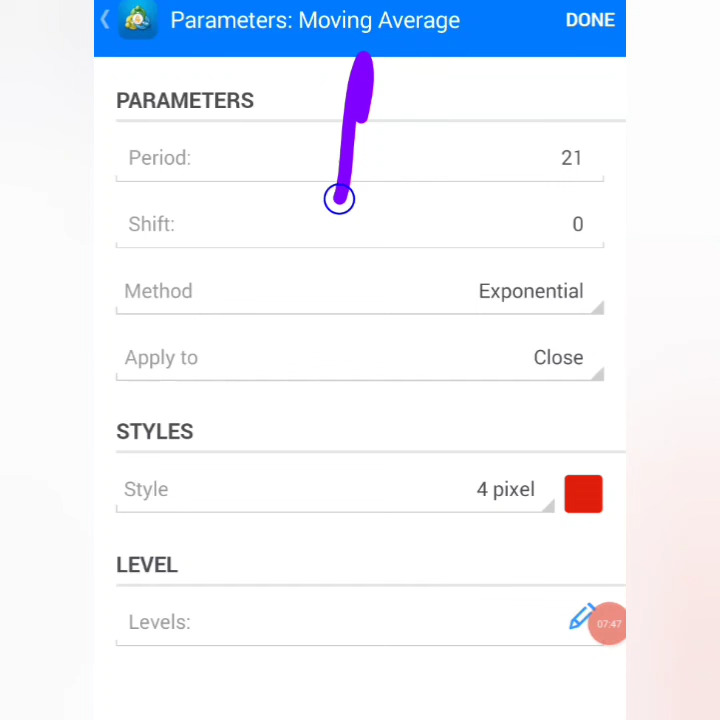 Parameters: Moving Average DONE
PARAMETERS
Period: 21
Shift: 0
Method Exponential
Apply to Close
STYLES
Style 4 pixel
LEVEL
Levels:
07:47